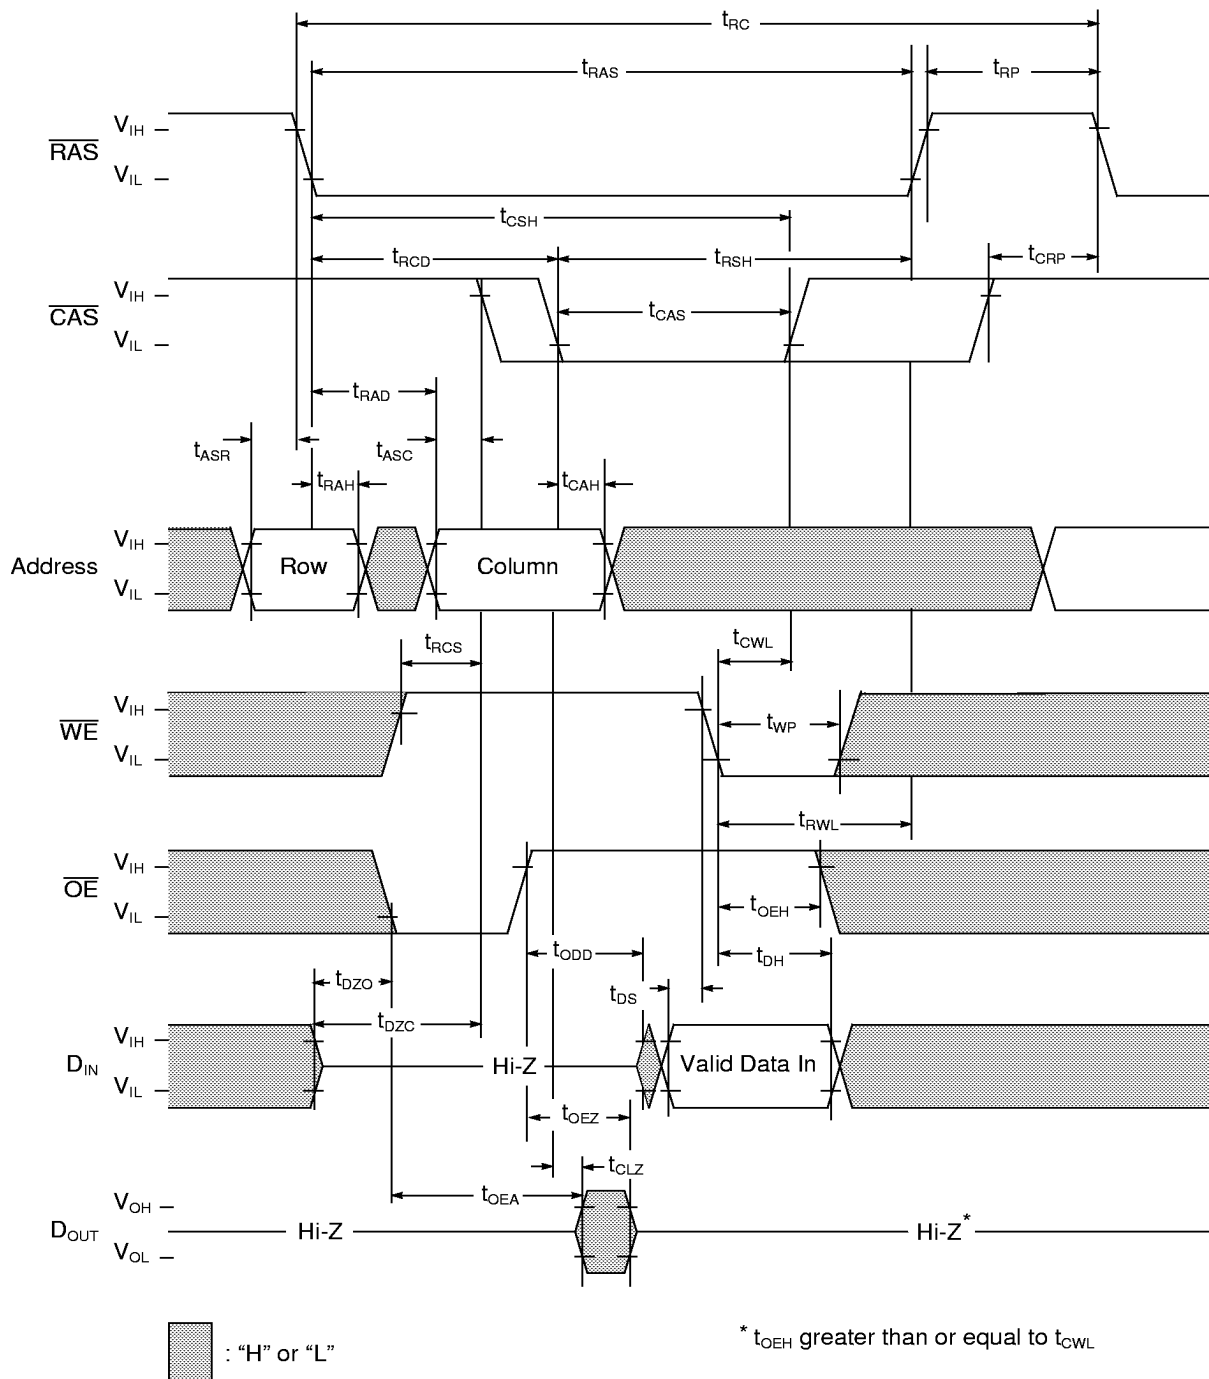 tRC
tRAS tRP
RAS VIH
VIL
tCSH
tRCD tRSH tCRP
CAS VIH
VIL
tCAS
tRAD
tASR tASC
tRAH tCAH
Address VIH
VIL
Row Column
tRCS tCWL
WE VIH
VIL
tWP
tRWL
OE VIH
VIL
tOEH
tODD tDH
tDZO tDS
tDZC
DIN VIH
VIL
Hi-Z Valid Data In
tOEZ
tCLZ
tOEA
DOUT VOH
VOL
Hi-Z Hi-Z*
: “H” or “L”
* tOEH greater than or equal to tCWL